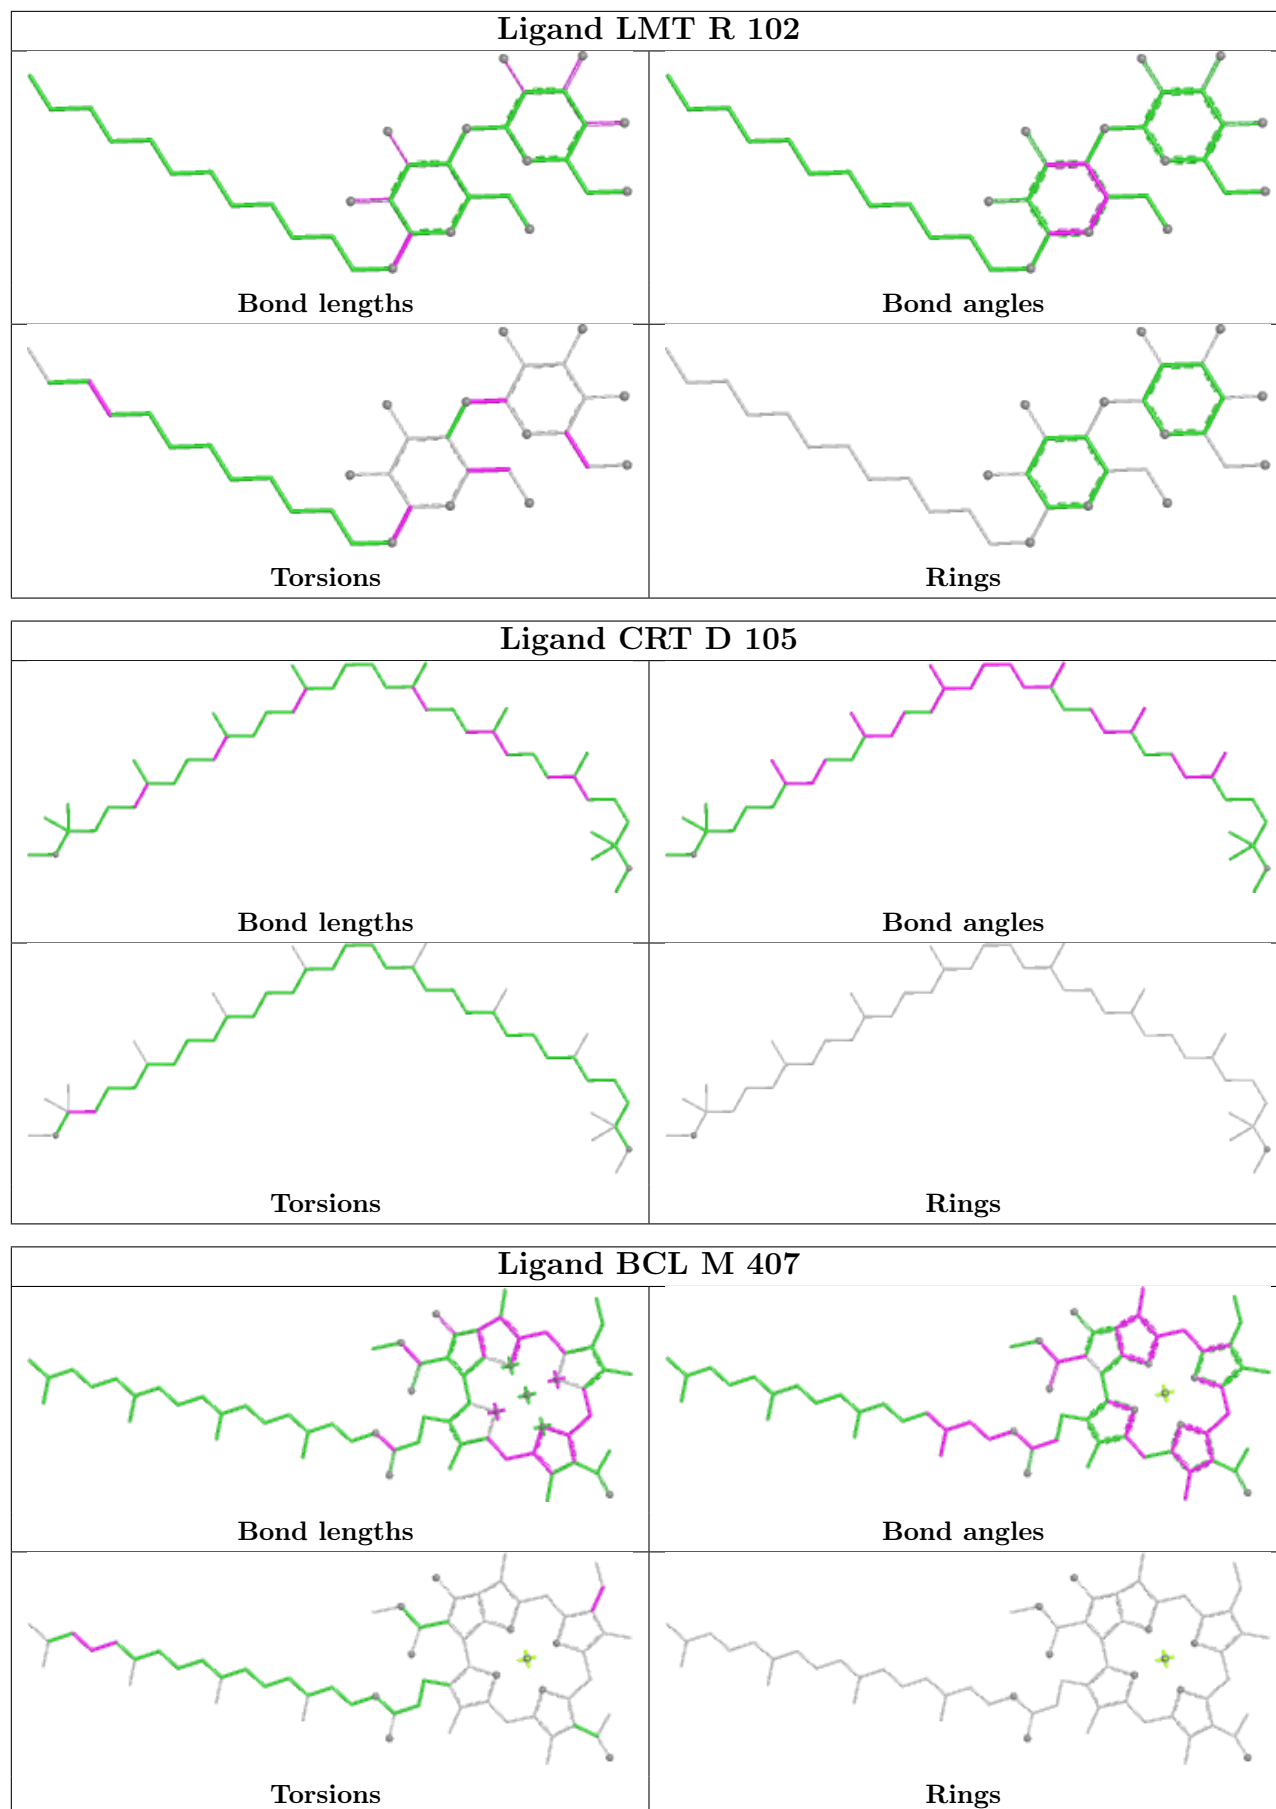 Ligand LMT R 102
Bond lengths
Bond angles
Torsions
Rings
Ligand CRT D 105
Bond lengths
Bond angles
Torsions
Rings
Ligand BCL M 407
Bond lengths
Bond angles
Torsions
Rings